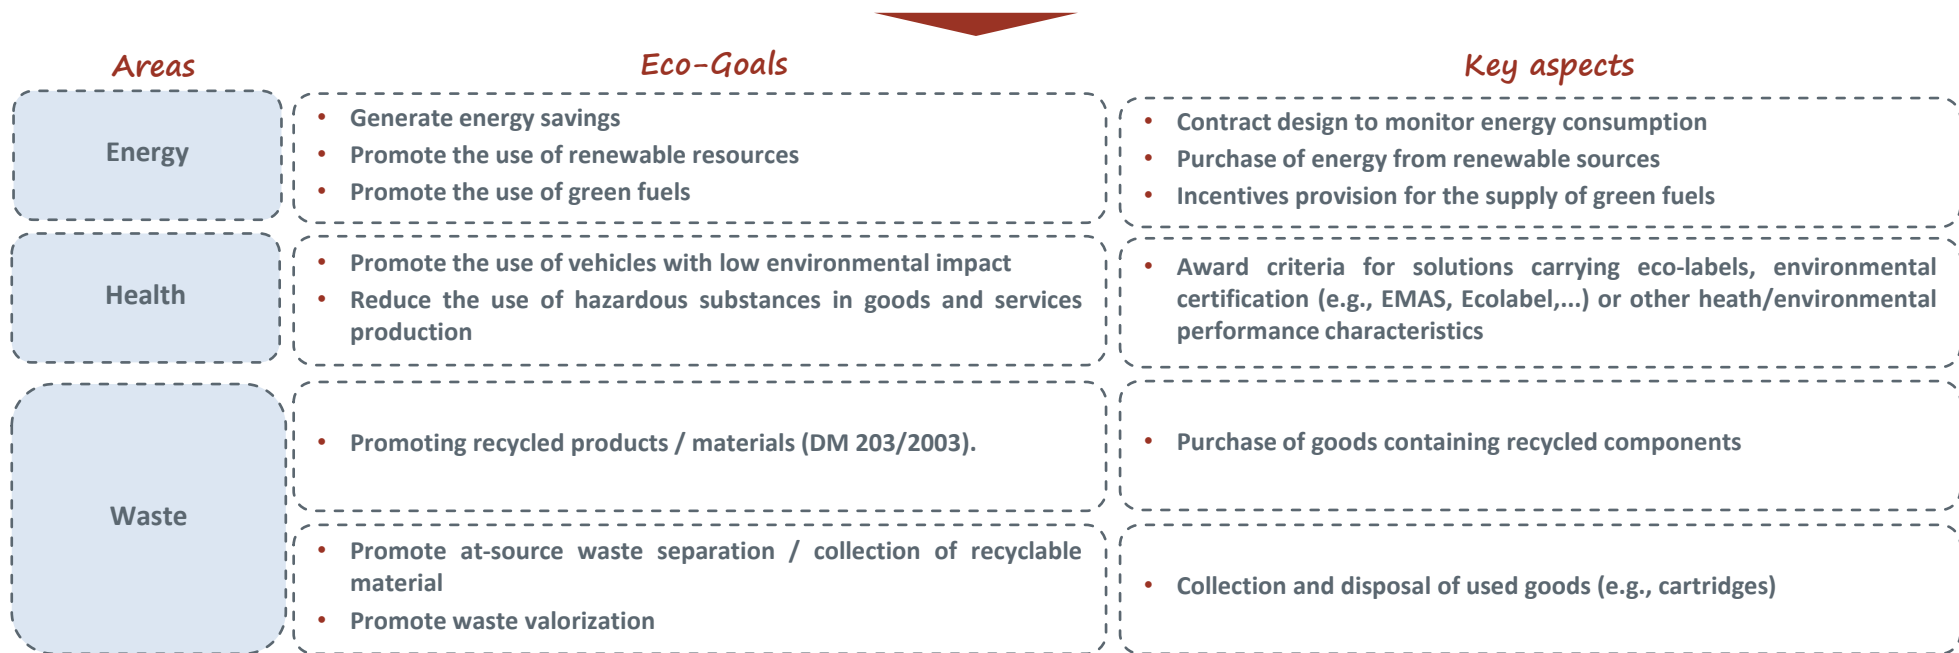 Areas
Eco-Goals
Key aspects
Energy
• Generate energy savings
• Promote the use of renewable resources
• Promote the use of green fuels
• Contract design to monitor energy consumption
• Purchase of energy from renewable sources
• Incentives provision for the supply of green fuels
Health
• Promote the use of vehicles with low environmental impact
• Reduce the use of hazardous substances in goods and services
production
• Award criteria for solutions carrying eco-labels, environmental
certification (e.g., EMAS, Ecolabel,...) or other heath/environmental
performance characteristics
Waste
• Promoting recycled products / materials (DM 203/2003).
• Purchase of goods containing recycled components
• Promote at-source waste separation / collection of recyclable
material
• Promote waste valorization
• Collection and disposal of used goods (e.g., cartridges)